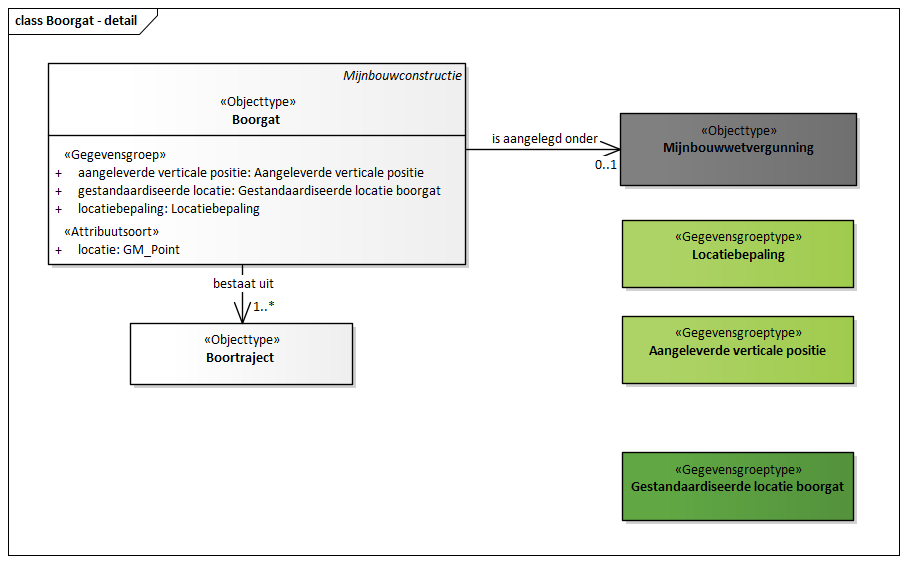 class Boorgat - detail
Mijnbouwconstructie
«Objecttype»
Boorgat
«Gegevensgroep»
+ aangeleverde verticale positie: Aangeleverde verticale positie
+ gestandaardiseerde locatie: Gestandaardiseerde locatie boorgat
+ locatiebepaling: Locatiebepaling
«Attribuutsoort»
+ locatie: GM_Point
is aangelegd onder
0..1
«Objecttype»
Mijnbouwwetvergunning
«Gegevensgroeptype»
Locatiebepaling
bestaat uit
1..*
«Objecttype»
Boortraject
«Gegevensgroeptype»
Aangeleverde verticale positie
«Gegevensgroeptype»
Gestandaardiseerde locatie boorgat